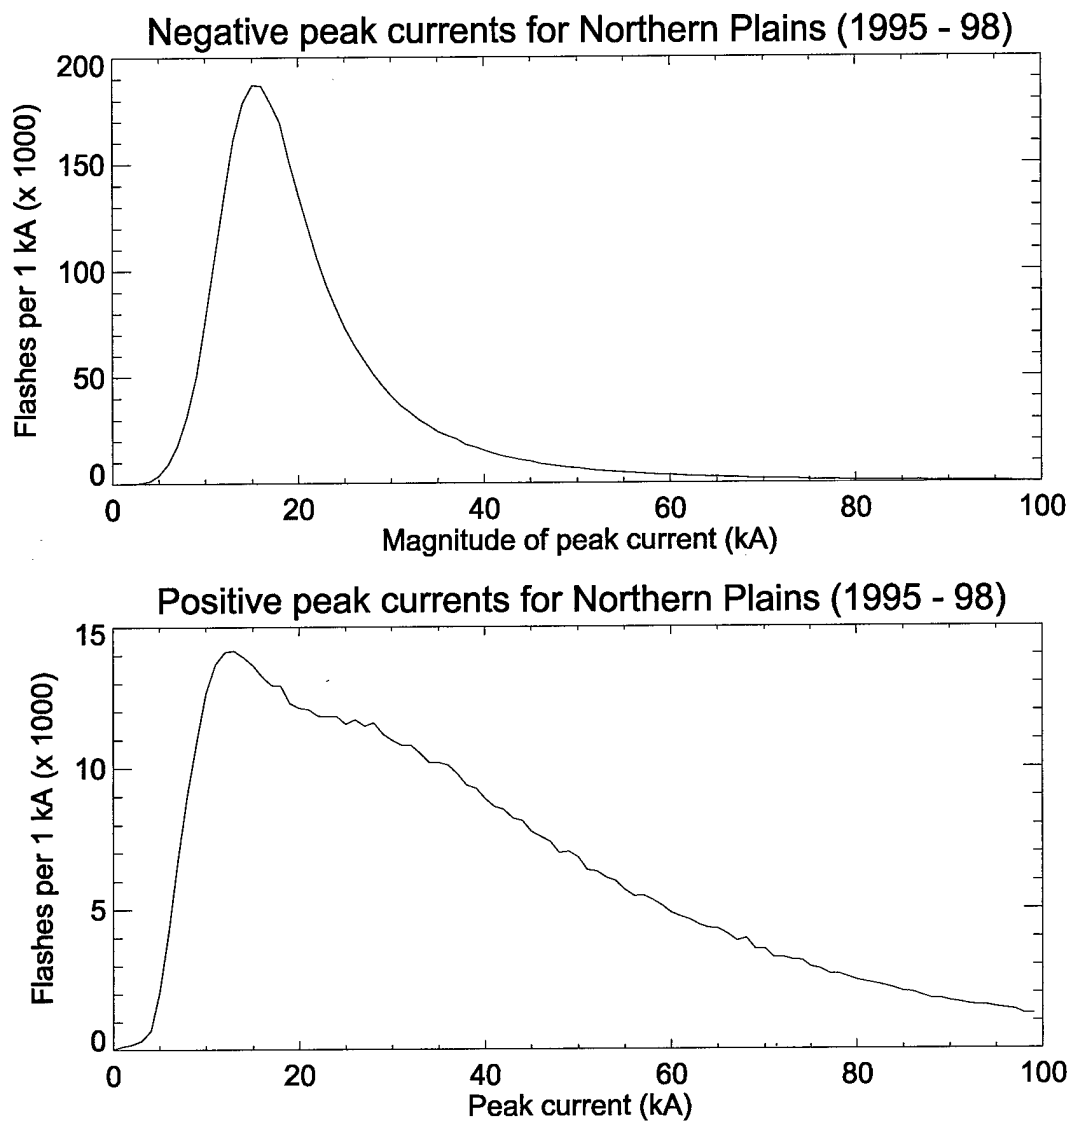 Negative peak currents for Northern Plains (1995 - 98)
Flashes per 1 kA (x 1000)
200
150
100
50
0
0 20 40 60 80 100
Magnitude of peak current (kA)
Positive peak currents for Northern Plains (1995 - 98)
Flashes per 1 kA (x 1000)
15
10
5
0
0 20 40 60 80 100
Peak current (kA)